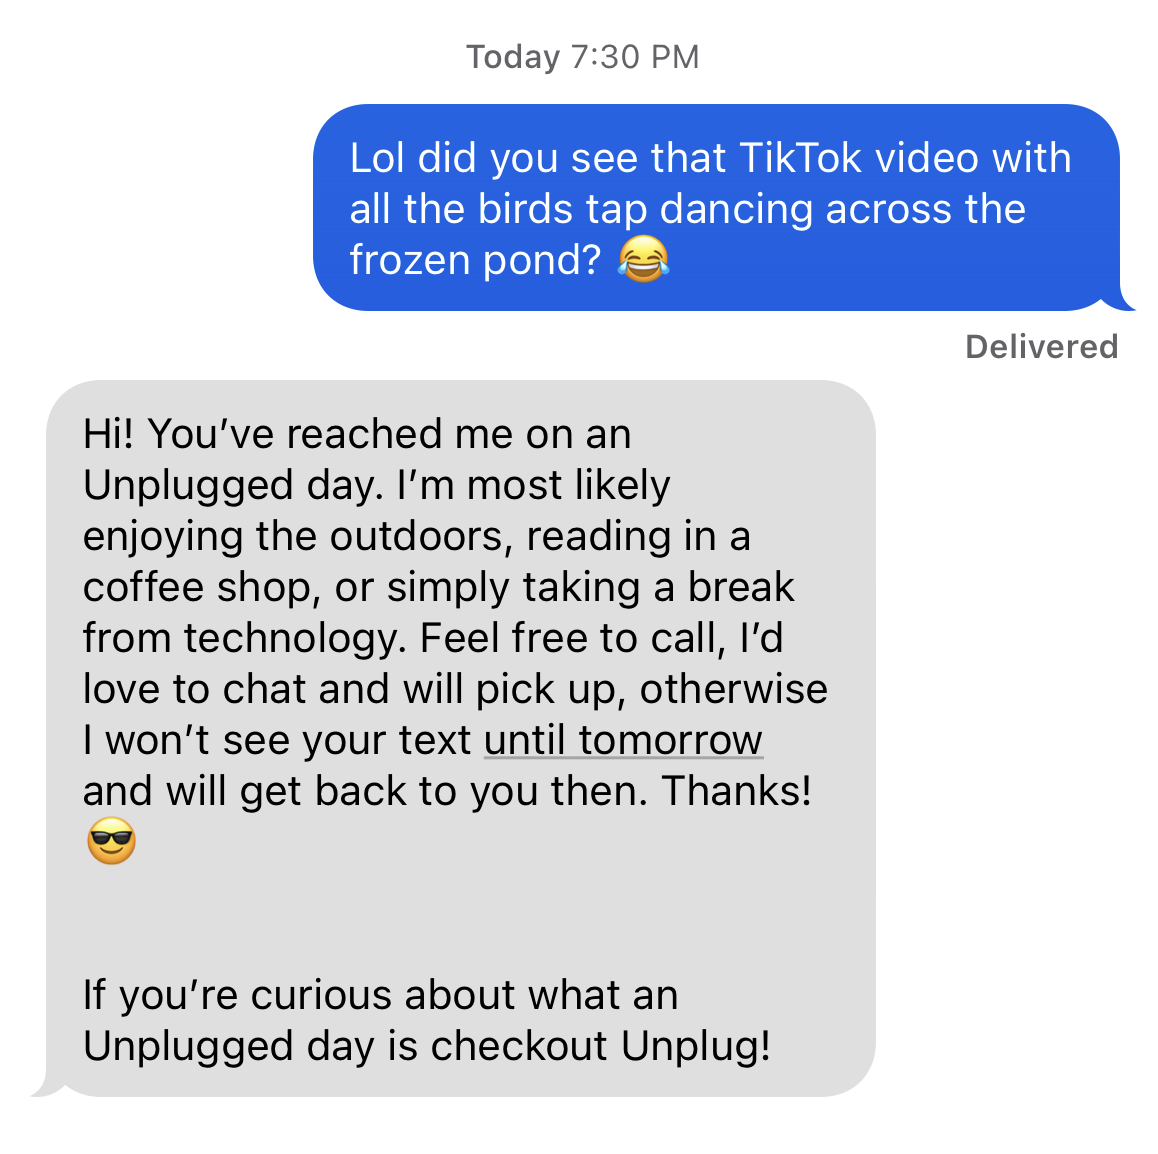 Today 7:30 PM
Lol did you see that TikTok video with
all the birds tap dancing across the
frozen pond? 😂
Delivered
Hi! You’ve reached me on an
Unplugged day. I’m most likely
enjoying the outdoors, reading in a
coffee shop, or simply taking a break
from technology. Feel free to call, I’d
love to chat and will pick up, otherwise
I won’t see your text until tomorrow
and will get back to you then. Thanks!
😎
If you’re curious about what an
Unplugged day is checkout Unplug!